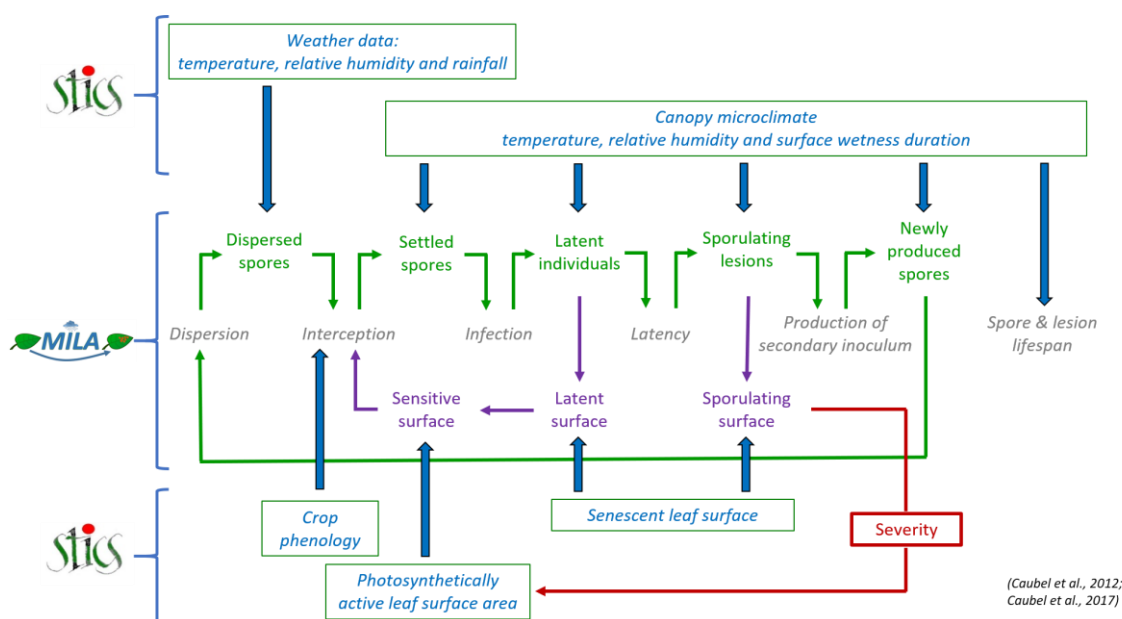 Weather data:
temperature, relative humidity and rainfall
stics
Canopy microclimate
temperature, relative humidity and surface wetness duration
Dispersed
spores
Settled
spores
Latent
individuals
Sporulating
lesions
Newly
produced
spores
MILA
Dispersion
Interception
Infection
Latency
Production of
secondary inoculum
Spore & lesion
lifespan
Sensitive
surface
Latent
surface
Sporulating
surface
stics
Crop
phenology
Senescent leaf surface
Severity
Photosynthetically
active leaf surface area
(Caubel et al., 2012;
Caubel et al., 2017)